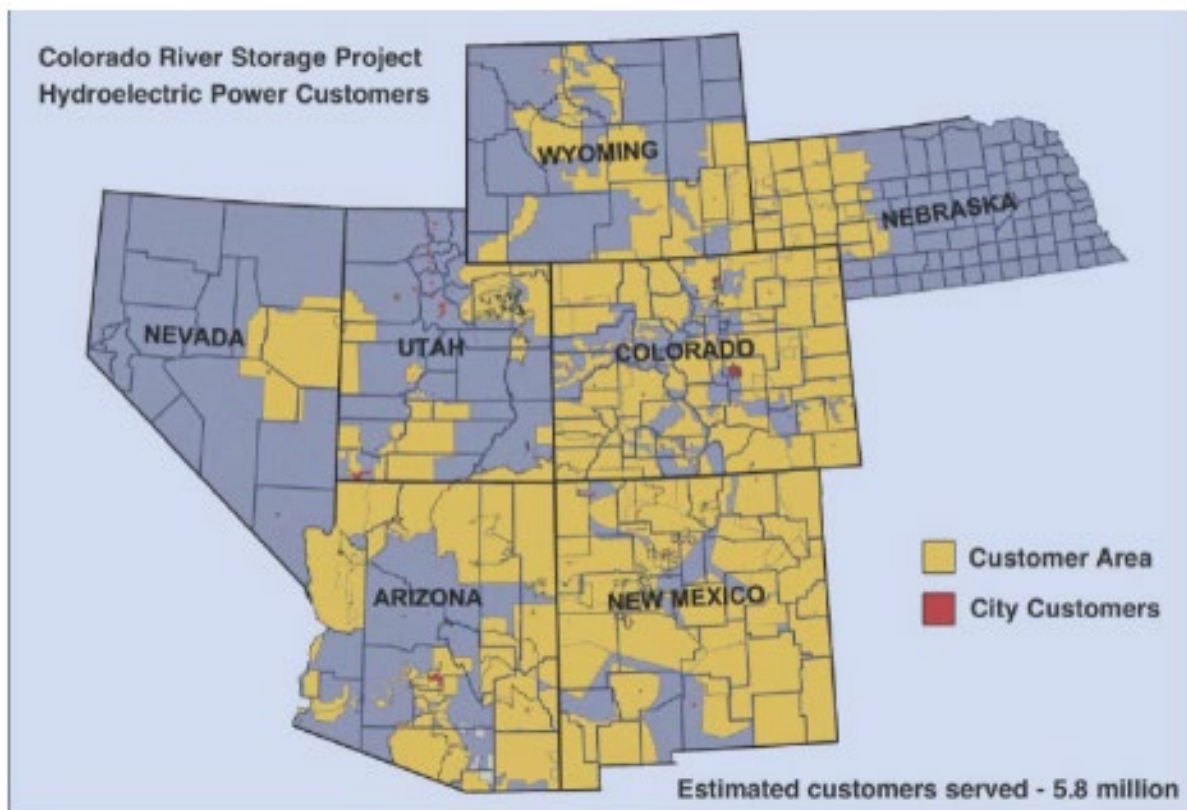 Colorado River Storage Project
Hydroelectric Power Customers
WYOMING
NEBRASKA
NEVADA
UTAH
COLORADO
ARIZONA
NEW MEXICO
Customer Area
City Customers
Estimated customers served - 5.8 million